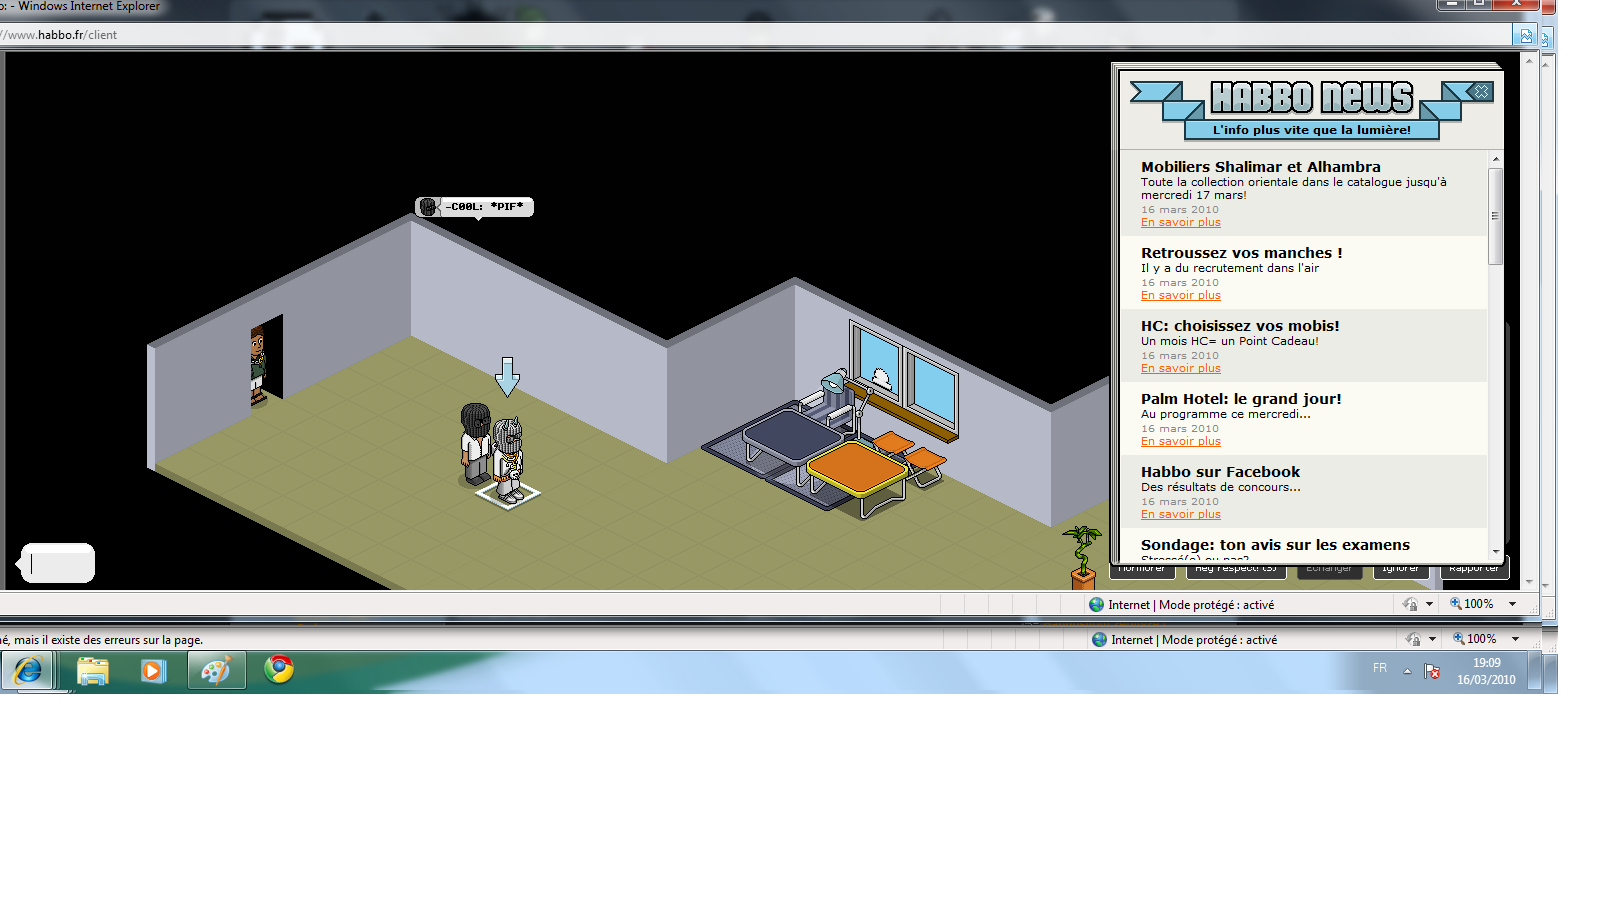 o: - Windows Internet Explorer
//www.habbo.fr/client
HABBO NEWS
L'info plus vite que la lumière!
Mobiliers Shalimar et Alhambra
Toute la collection orientale dans le catalogue jusqu'à
mercredi 17 mars!
16 mars 2010
En savoir plus
Retroussez vos manches !
Il y a du recrutement dans l'air
16 mars 2010
En savoir plus
HC: choisissez vos mobis!
Un mois HC= un Point Cadeau!
16 mars 2010
En savoir plus
Palm Hotel: le grand jour!
Au programme ce mercredi...
16 mars 2010
En savoir plus
Habbo sur Facebook
Des résultats de concours...
16 mars 2010
En savoir plus
Sondage: ton avis sur les examens
Stressé(e) ou pas?
-C00L: *PIF*
Echanger
Ignorer
Rapporter
Internet | Mode protégé : activé
100%
né, mais il existe des erreurs sur la page.
Internet | Mode protégé : activé
100%
FR
19:09
16/03/2010